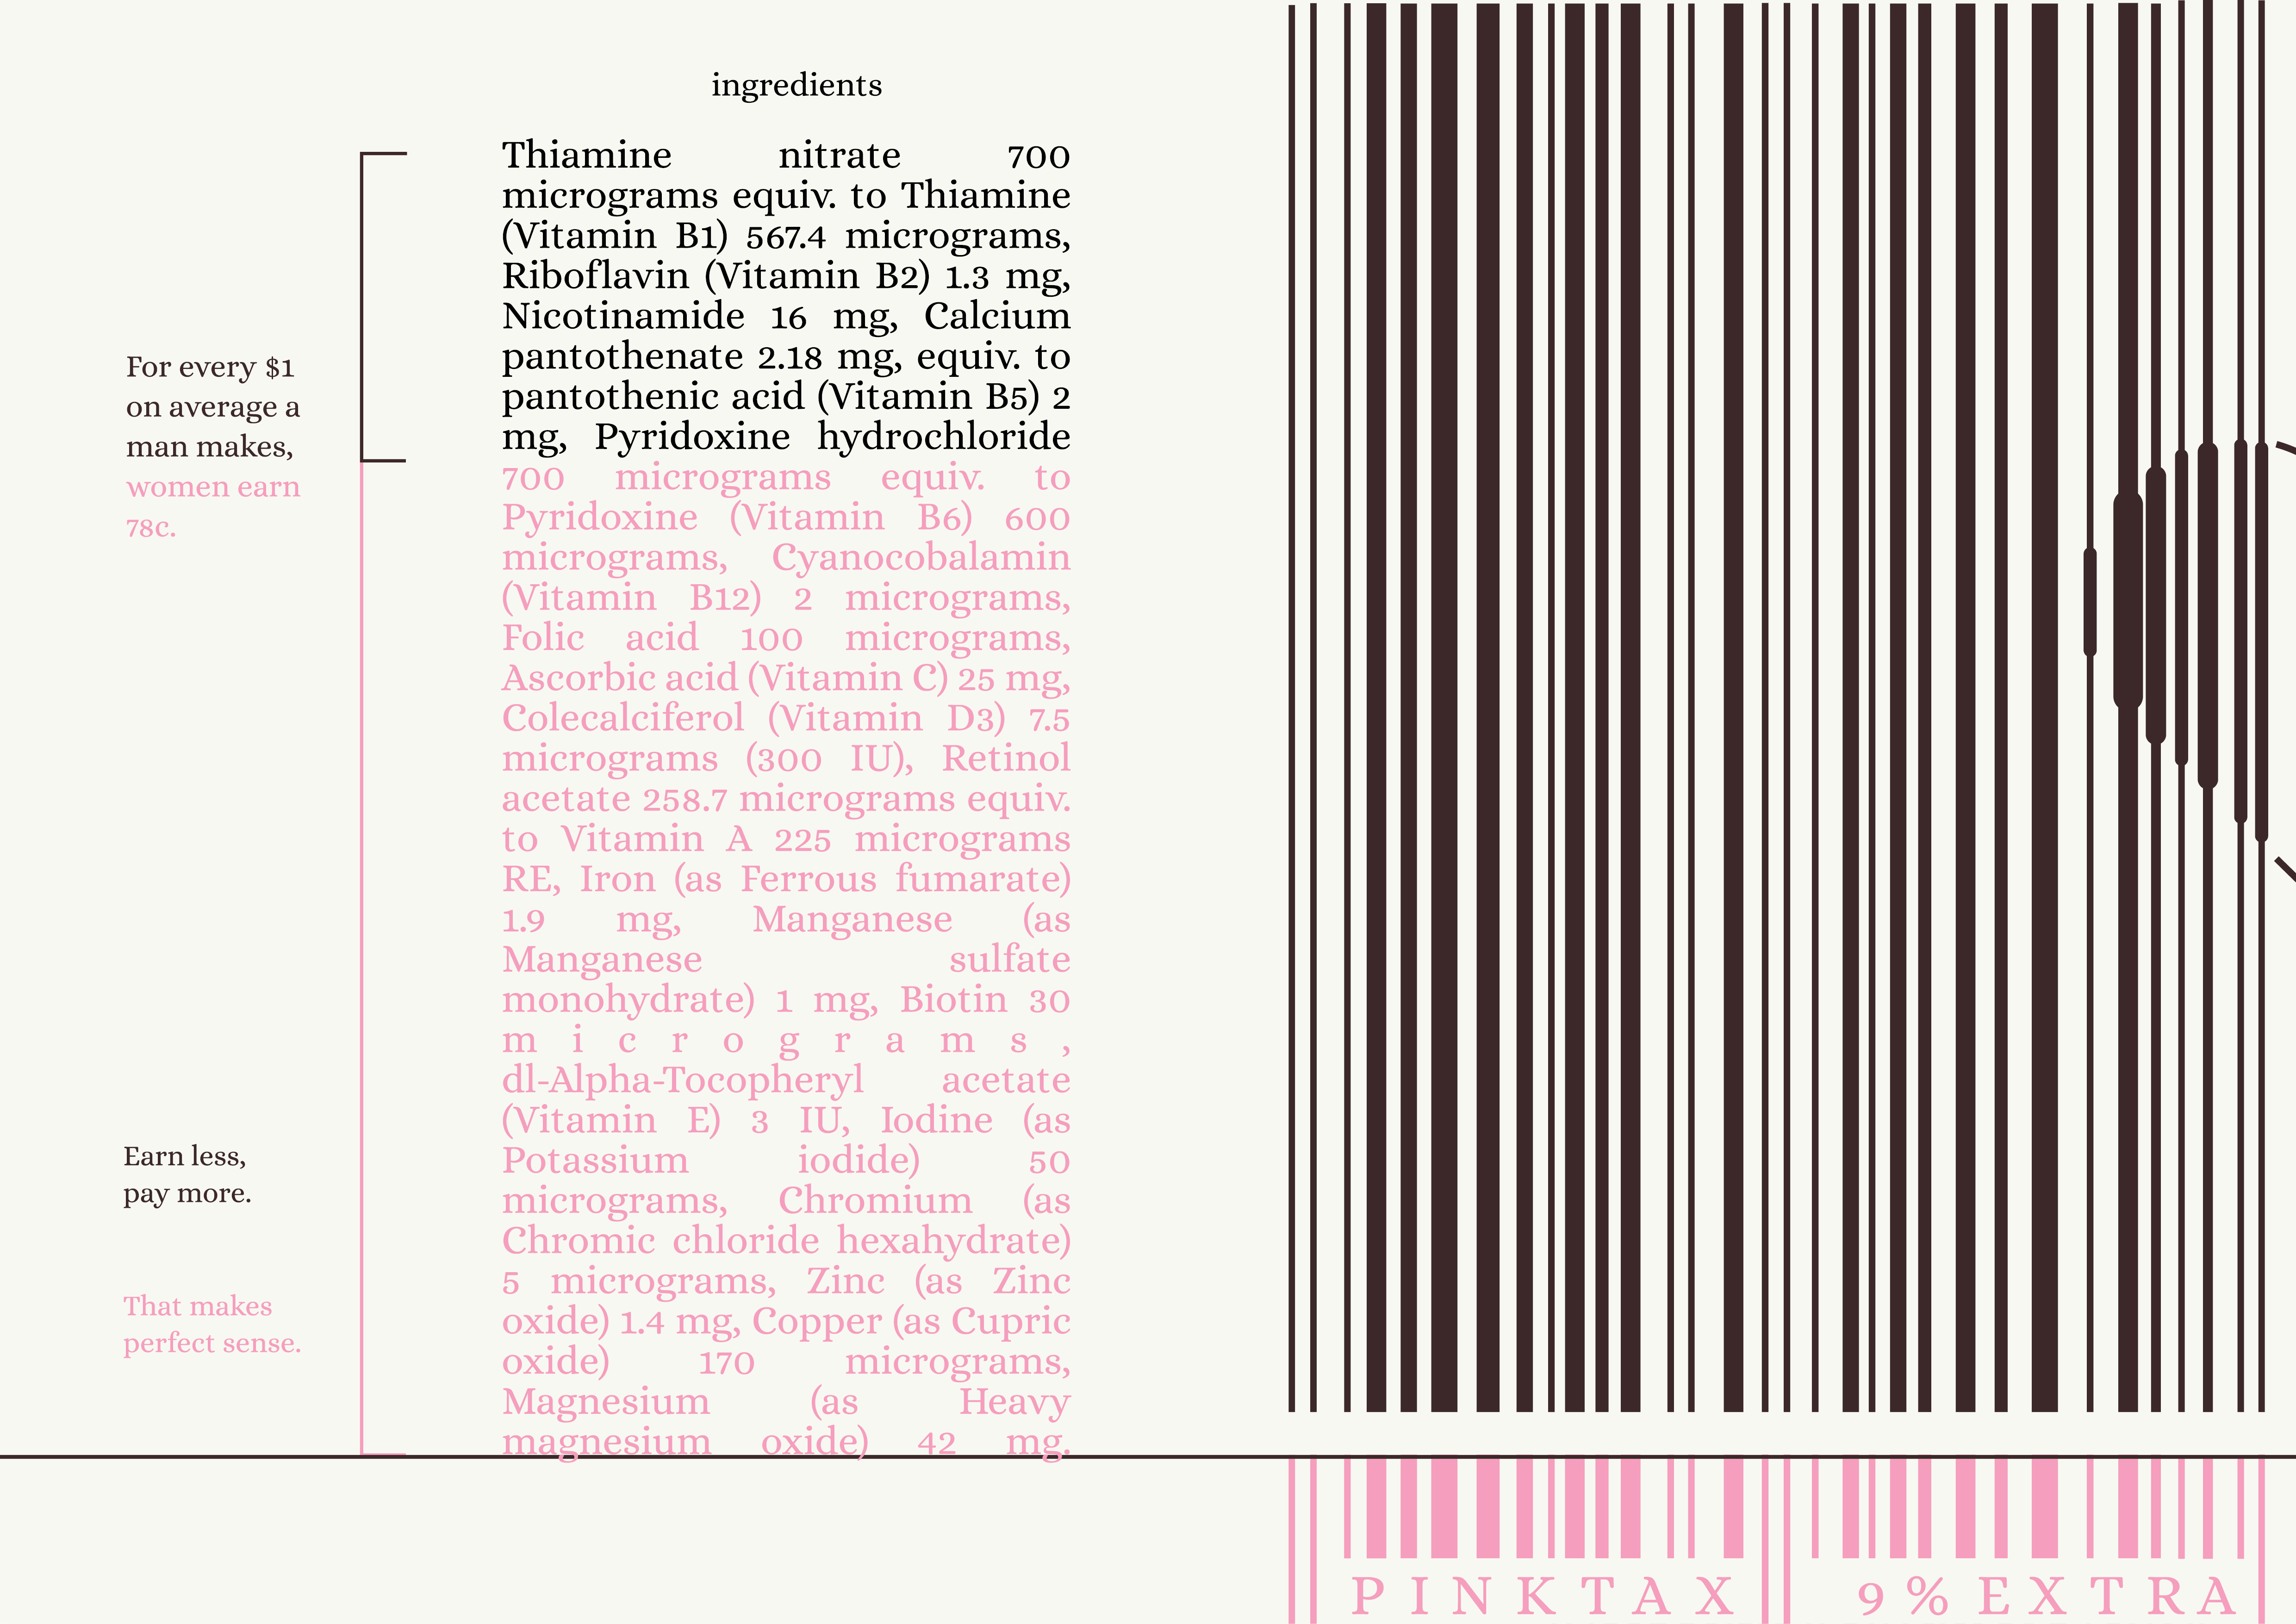 ingredients
Thiamine nitrate 700
micrograms equiv. to Thiamine
(Vitamin B1) 567.4 micrograms,
Riboflavin (Vitamin B2) 1.3 mg,
Nicotinamide 16 mg, Calcium
pantothenate 2.18 mg, equiv. to
pantothenic acid (Vitamin B5) 2
mg, Pyridoxine hydrochloride
700 micrograms equiv. to
Pyridoxine (Vitamin B6) 600
micrograms, Cyanocobalamin
(Vitamin B12) 2 micrograms,
Folic acid 100 micrograms,
Ascorbic acid (Vitamin C) 25 mg,
Colecalciferol (Vitamin D3) 7.5
micrograms (300 IU), Retinol
acetate 258.7 micrograms equiv.
to Vitamin A 225 micrograms
RE, Iron (as Ferrous fumarate)
1.9 mg, Manganese (as
Manganese sulfate
monohydrate) 1 mg, Biotin 30
micrograms,
dl-Alpha-Tocopheryl acetate
(Vitamin E) 3 IU, Iodine (as
Potassium iodide) 50
micrograms, Chromium (as
Chromic chloride hexahydrate)
5 micrograms, Zinc (as Zinc
oxide) 1.4 mg, Copper (as Cupric
oxide) 170 micrograms,
Magnesium (as Heavy
magnesium oxide) 42 mg.
For every $1
on average a
man makes,
women earn
78c.
Earn less,
pay more.
That makes
perfect sense.
PINKTAX 9%EXTRA